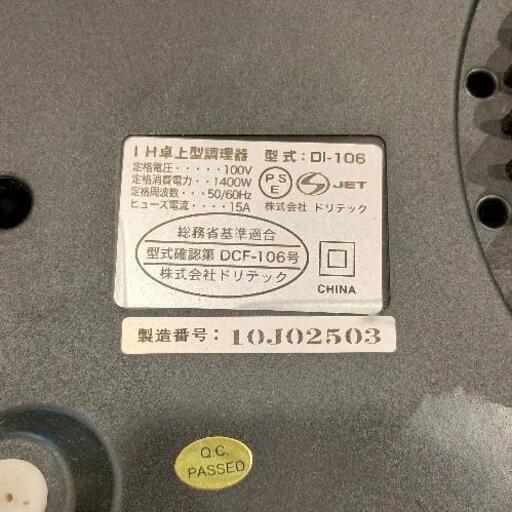 IH卓上型調理器 型式:DI-106
定格電圧・・・・・100V
定格消費電力・・1400W
定格周波数・・・50/60Hz
ヒューズ電流・・・・15A
PSE JET
株式会社 ドリテック
総務省基準適合
型式確認第 DCF-106号
株式会社ドリテック
CHINA
製造番号: 10J02503
Q.C.
PASSED